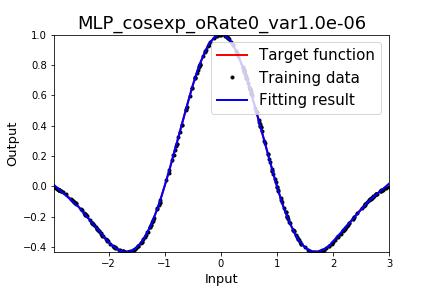 MLP_cosexp_oRate0_var1.0e-06
Target function
Training data
Fitting result
Output
1.0
0.8
0.6
0.4
0.2
0.0
−0.2
−0.4
−2
−1
0
1
2
3
Input